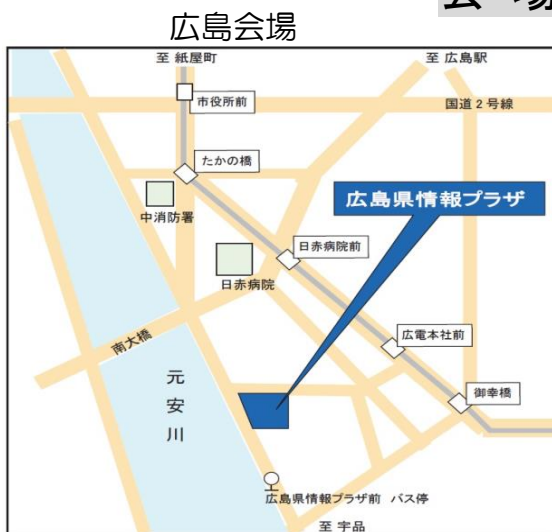 会 場
広島会場
至 紙屋町
至 広島駅
市役所前
国道２号線
たかの橋
広島県情報プラザ
中消防署
日赤病院前
日赤病院
南大橋
広電本社前
元安川
御幸橋
広島県情報プラザ前 バス停
至 宇品